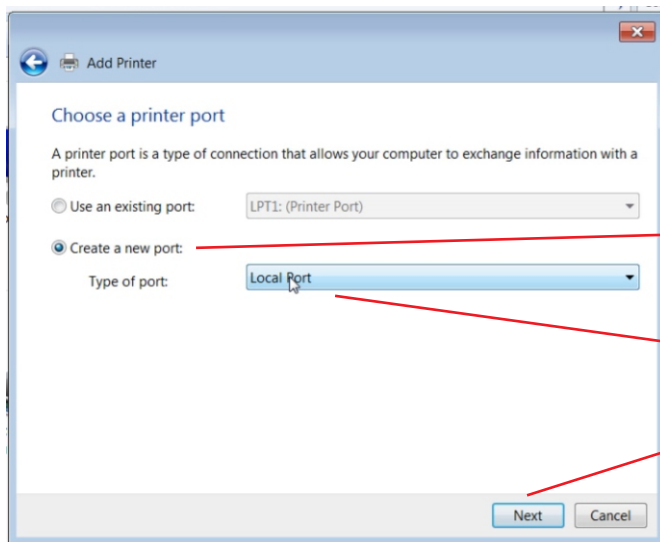 Add Printer
Choose a printer port
A printer port is a type of connection that allows your computer to exchange information with a
printer.
Use an existing port: LPT1: (Printer Port)
Create a new port:
Type of port: Local Port
Next Cancel